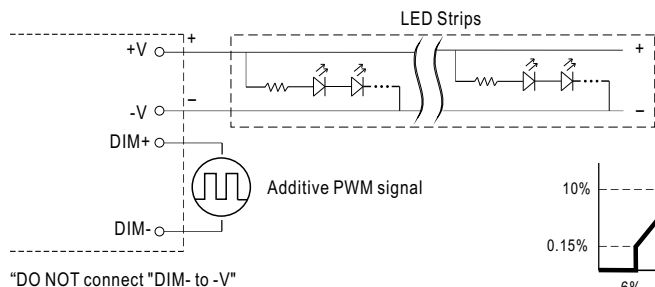 LED Strips
+V
+
+
-V
−
−
DIM+
Additive PWM signal
DIM-
"DO NOT connect "DIM- to -V"
10%
0.15%
6%